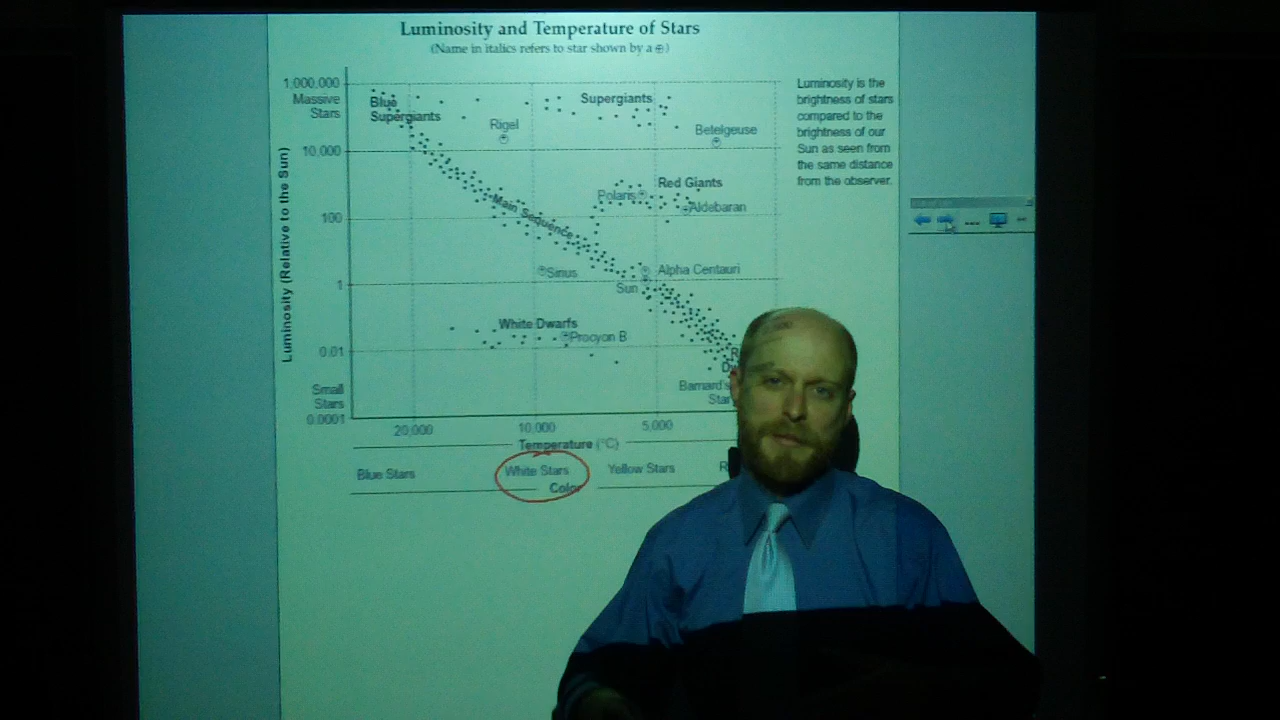 Luminosity and Temperature of Stars
(Name in italics refers to star shown by a ⊕)
1,000,000
Massive
Stars
Blue
Supergiants
Supergiants
Rigel
Betelgeuse
10,000
Luminosity (Relative to the Sun)
Red Giants
Polaris
Aldebaran
100
Main Sequence
Sirius
Alpha Centauri
1
Sun
White Dwarfs
Procyon B
0.01
R
D
Small
Stars
Barnard's
Star
0.0001
20,000
10,000
5,000
Temperature (°C)
Blue Stars
White Stars
Yellow Stars
R
Color
Luminosity is the
brightness of stars
compared to the
brightness of our
Sun as seen from
the same distance
from the observer.